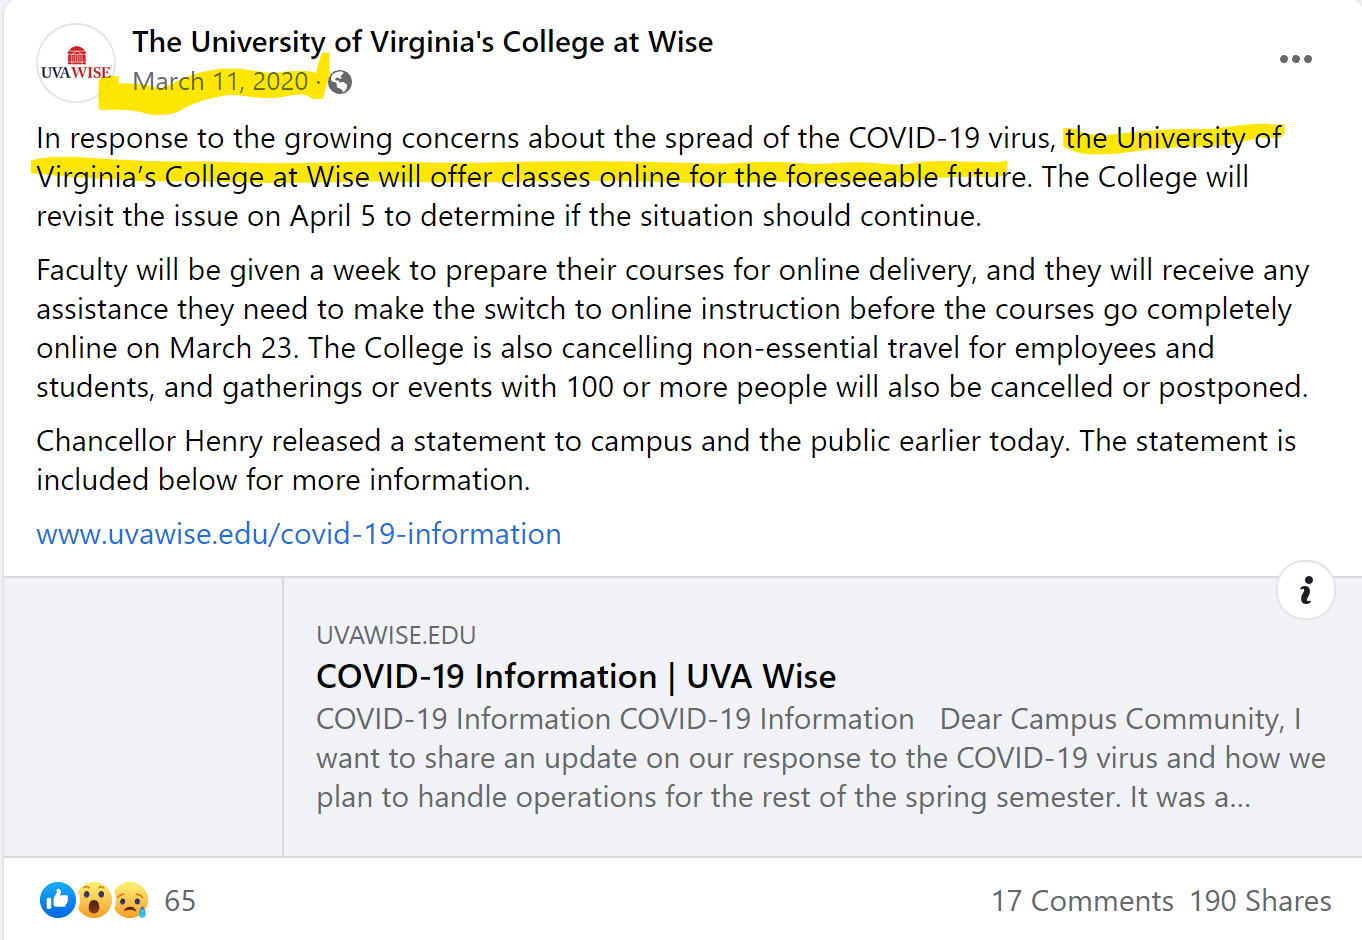 The University of Virginia's College at Wise
UVAWISE
March 11, 2020 ·
In response to the growing concerns about the spread of the COVID-19 virus, the University of
Virginia’s College at Wise will offer classes online for the foreseeable future. The College will
revisit the issue on April 5 to determine if the situation should continue.
Faculty will be given a week to prepare their courses for online delivery, and they will receive any
assistance they need to make the switch to online instruction before the courses go completely
online on March 23. The College is also cancelling non-essential travel for employees and
students, and gatherings or events with 100 or more people will also be cancelled or postponed.
Chancellor Henry released a statement to campus and the public earlier today. The statement is
included below for more information.
www.uvawise.edu/covid-19-information
i
UVAWISE.EDU
COVID-19 Information | UVA Wise
COVID-19 Information COVID-19 Information   Dear Campus Community, I
want to share an update on our response to the COVID-19 virus and how we
plan to handle operations for the rest of the spring semester. It was a...
65
17 Comments 190 Shares